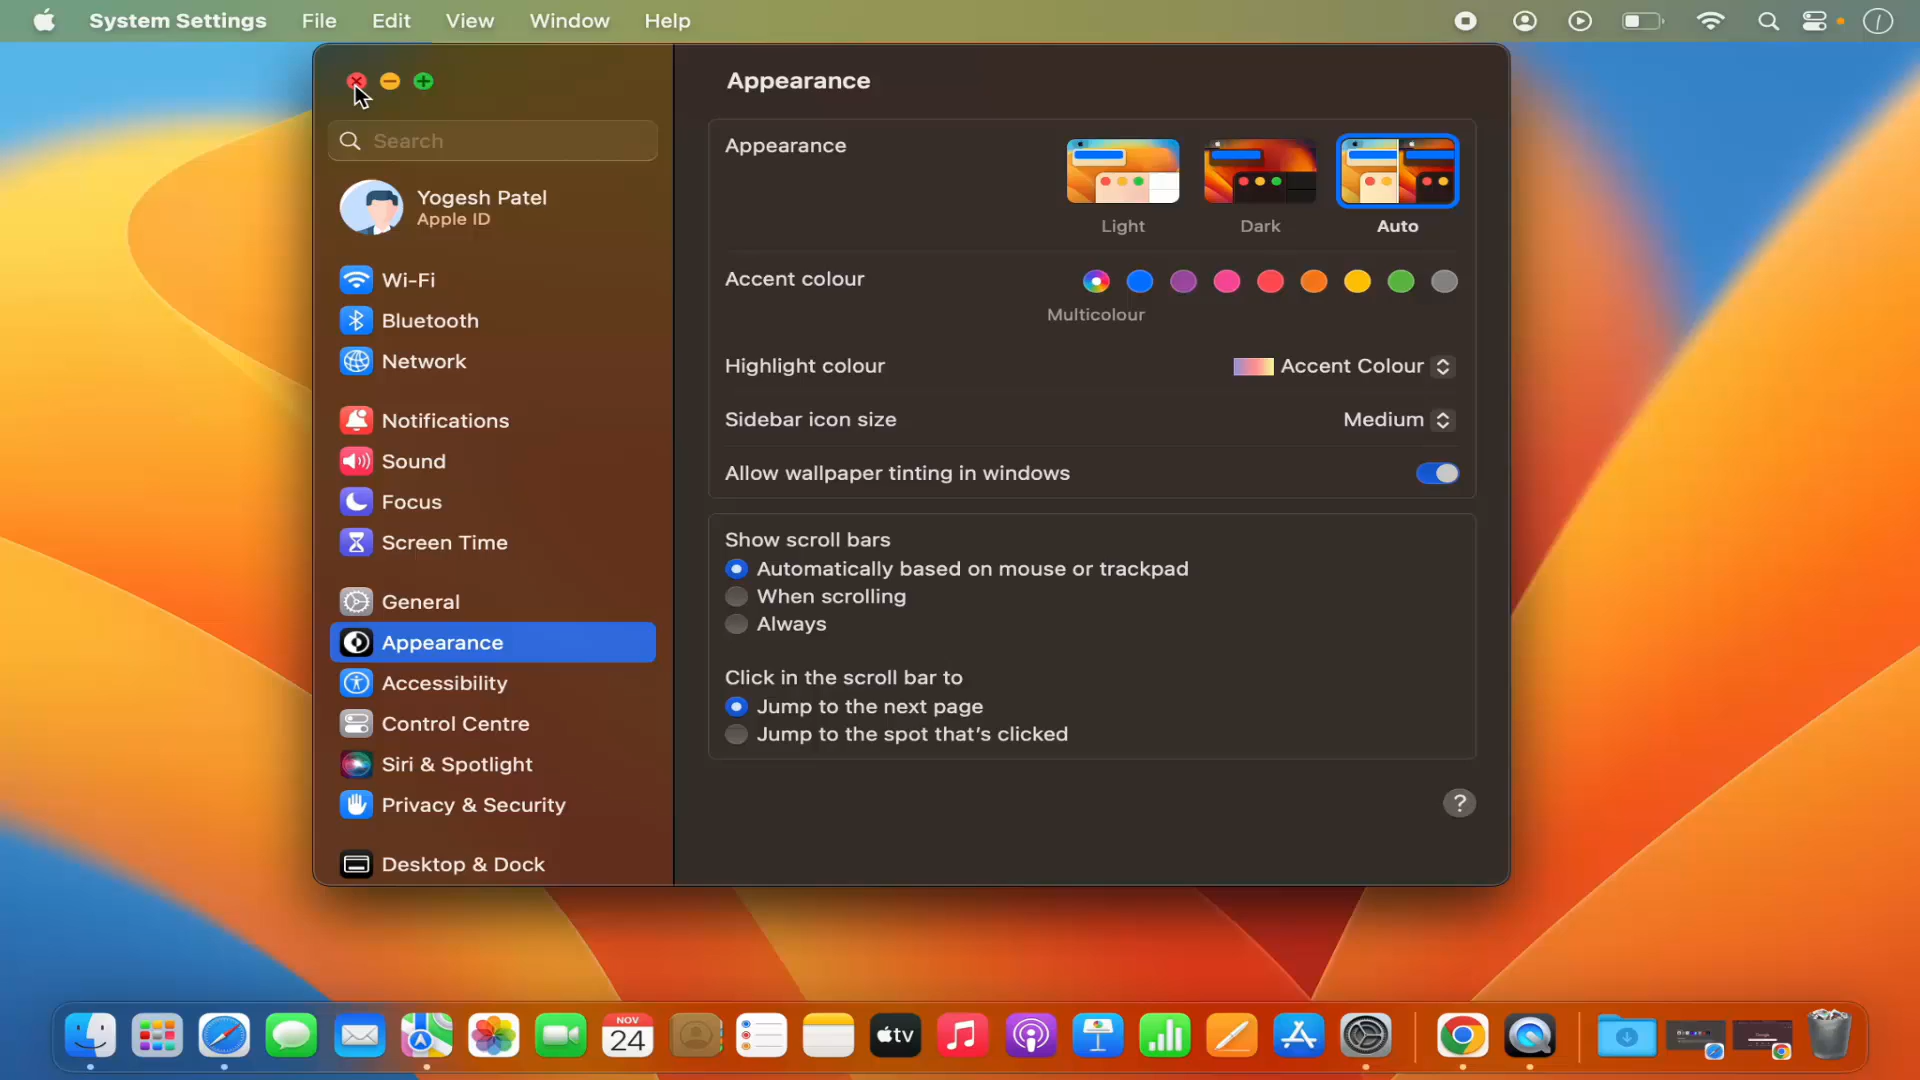 System Settings File Edit View Window Help
Appearance
Search
Yogesh Patel
Apple ID
Wi-Fi
Bluetooth
Network
Notifications
Sound
Focus
Screen Time
General
Appearance
Accessibility
Control Centre
Siri & Spotlight
Privacy & Security
Desktop & Dock
Appearance
Light Dark Auto
Accent colour
Multicolour
Highlight colour Accent Colour
Sidebar icon size Medium
Allow wallpaper tinting in windows
Show scroll bars
Automatically based on mouse or trackpad
When scrolling
Always
Click in the scroll bar to
Jump to the next page
Jump to the spot that's clicked
?
NOV
24
tv